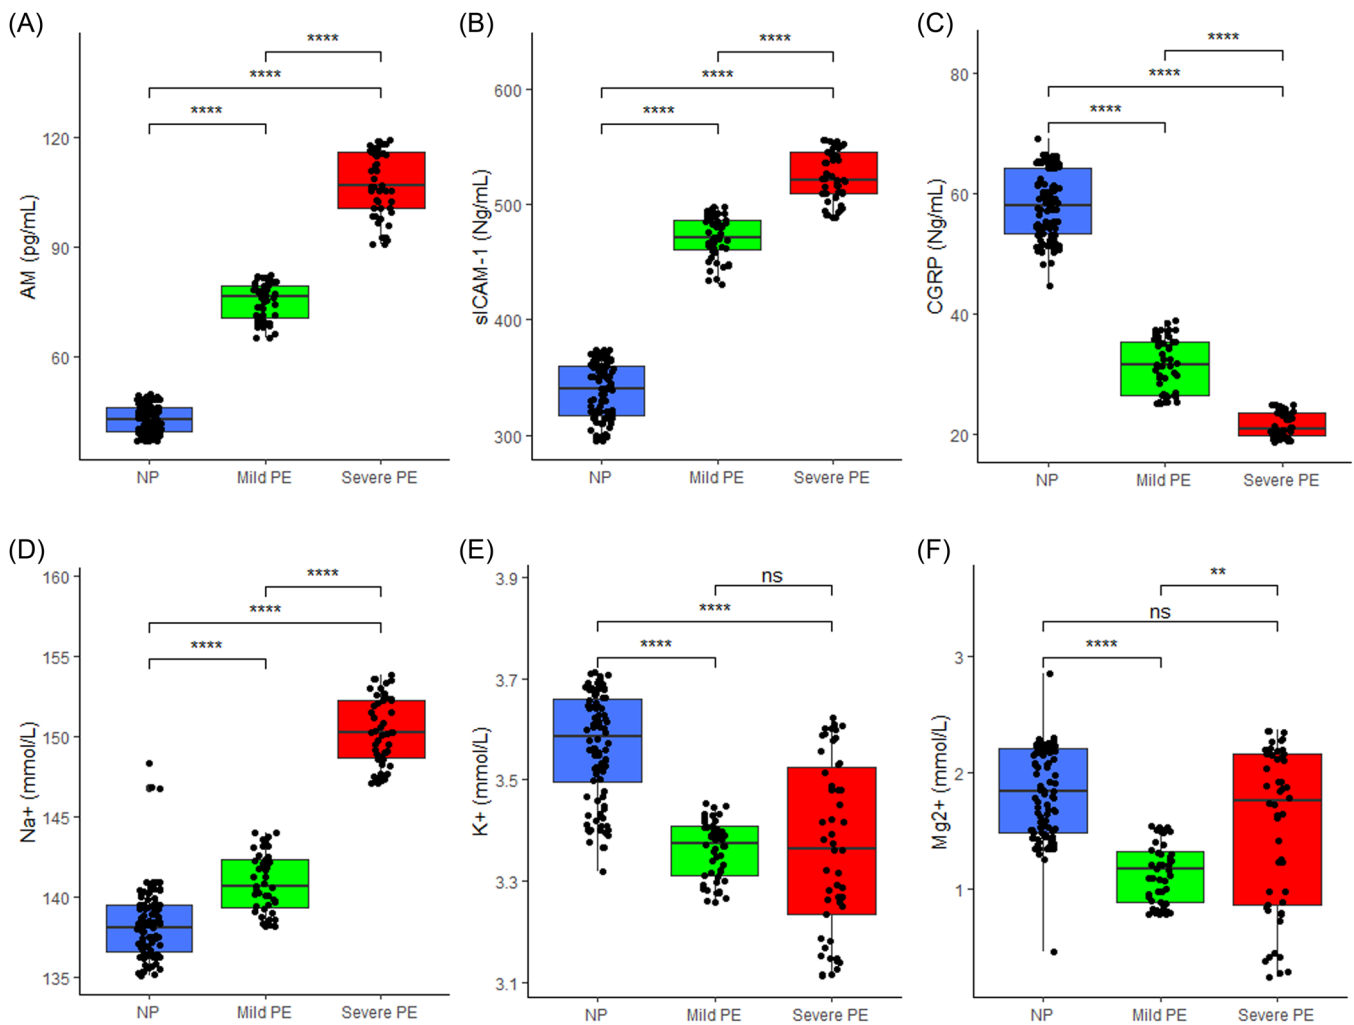 (A)
****
****
****
120
90
60
AM (pg/mL)
NP Mild PE Severe PE
(B)
****
****
****
600
500
400
300
sICAM-1 (Ng/mL)
NP Mild PE Severe PE
(C)
****
****
****
80
60
40
20
CGRP (Ng/mL)
NP Mild PE Severe PE
(D)
****
****
****
160
155
150
145
140
135
Na+ (mmol/L)
NP Mild PE Severe PE
(E)
ns
****
****
3.9
3.7
3.5
3.3
3.1
K+ (mmol/L)
NP Mild PE Severe PE
(F)
**
ns
****
3
2
1
Mg2+ (mmol/L)
NP Mild PE Severe PE